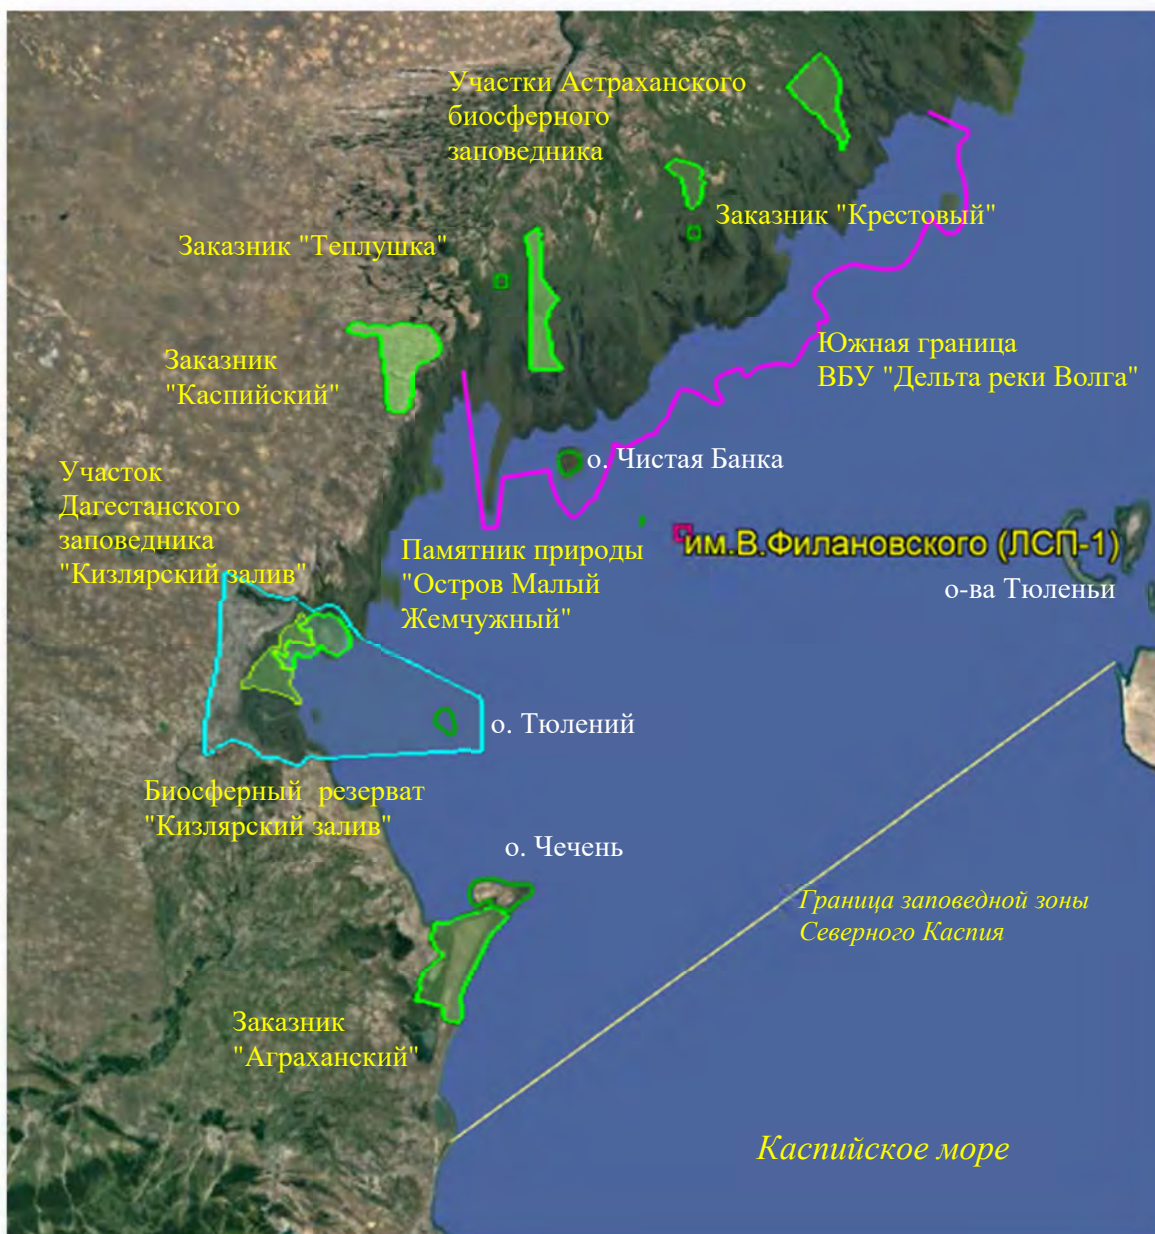 Участки Астраханского
биосферного
заповедника
Заказник "Крестовый"
Заказник "Теплушка"
Южная граница
ВБУ "Дельта реки Волга"
Заказник
"Каспийский"
о. Чистая Банка
Участок
Дагестанского
заповедника
"Кизлярский залив"
Памятник природы
"Остров Малый
Жемчужный"
им.В.Филановского (ЛСП-1)
о-ва Тюленьи
о. Тюлений
Биосферный резерват
"Кизлярский залив"
о. Чечень
Граница заповедной зоны
Северного Каспия
Заказник
"Аграханский"
Каспийское море